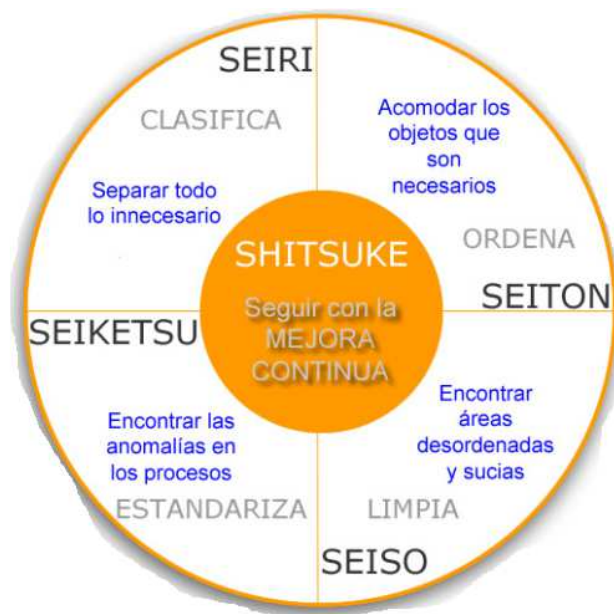 SEIRI
CLASIFICA
Separar todo
lo innecesario
Acomodar los
objetos que
son
necesarios
ORDENA
SEITON
SHITSUKE
Seguir con la
MEJORA
CONTINUA
SEIKETSU
Encontrar las
anomalías en
los procesos
ESTANDARIZA
Encontrar
áreas
desordenadas
y sucias
LIMPIA
SEISO